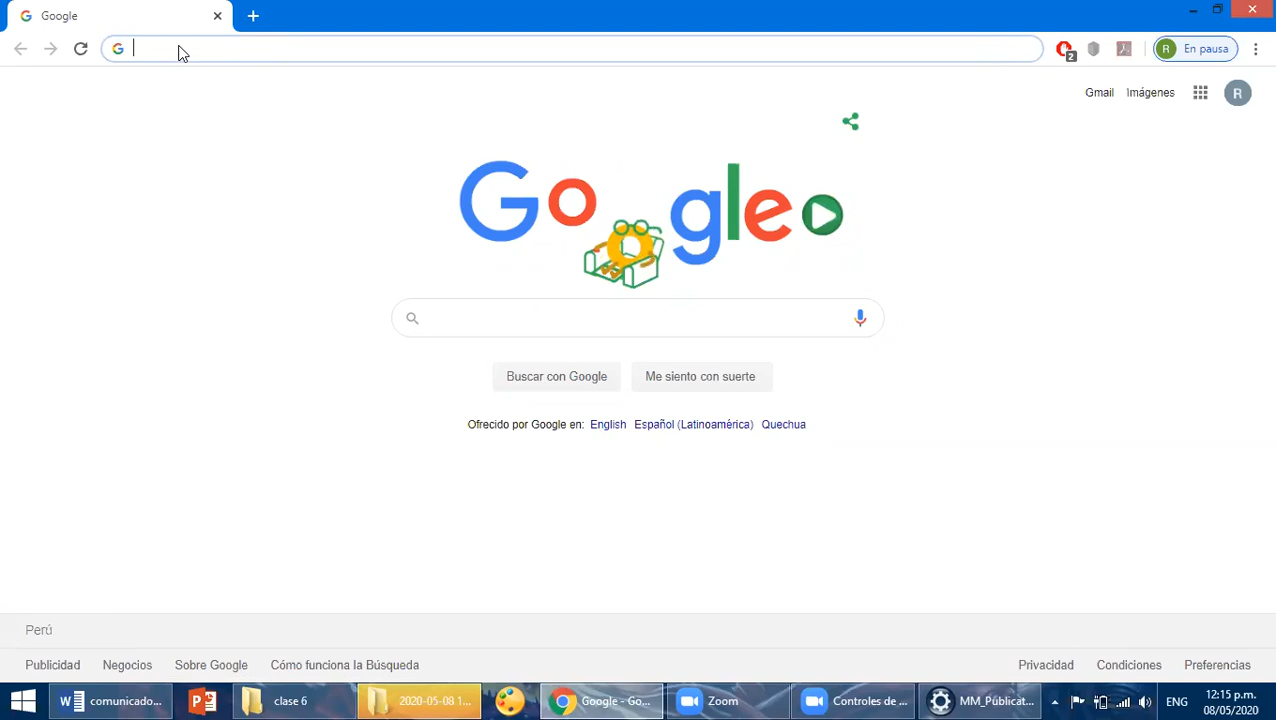 Google
En pausa
Gmail Imágenes R
Google
Buscar con Google Me siento con suerte
Ofrecido por Google en: English Español (Latinoamérica) Quechua
Perú
Publicidad Negocios Sobre Google Cómo funciona la Búsqueda Privacidad Condiciones Preferencias
comunicado... clase 6 2020-05-08 1... Google - Go... Zoom Controles de ... MM_Públicat... ENG 12:15 p.m.
08/05/2020